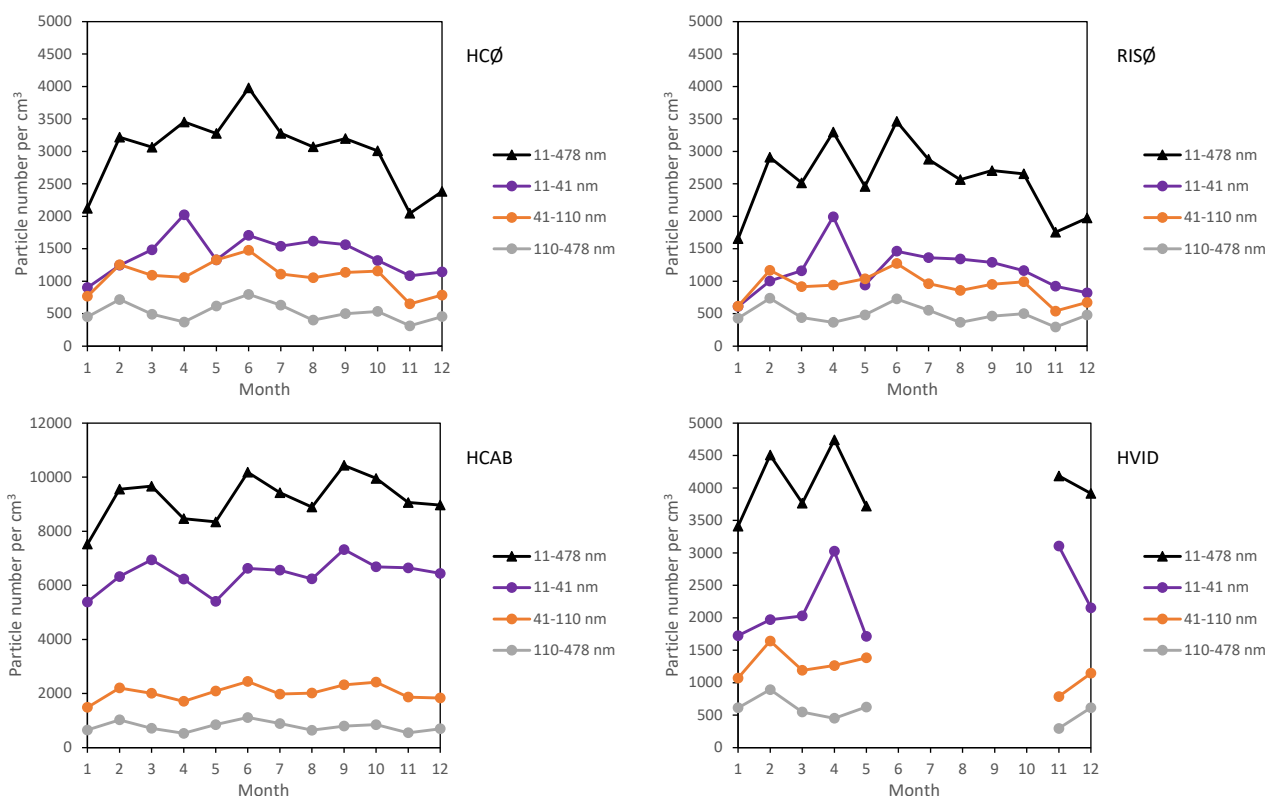 HCØ
Particle number per cm³
5000
4500
4000
3500
3000
2500
2000
1500
1000
500
0
1 2 3 4 5 6 7 8 9 10 11 12
Month
11-478 nm
11-41 nm
41-110 nm
110-478 nm
RISØ
Particle number per cm³
5000
4500
4000
3500
3000
2500
2000
1500
1000
500
0
1 2 3 4 5 6 7 8 9 10 11 12
Month
11-478 nm
11-41 nm
41-110 nm
110-478 nm
HCAB
Particle number per cm³
12000
10000
8000
6000
4000
2000
0
1 2 3 4 5 6 7 8 9 10 11 12
Month
11-478 nm
11-41 nm
41-110 nm
110-478 nm
HVID
Particle number per cm³
5000
4500
4000
3500
3000
2500
2000
1500
1000
500
0
1 2 3 4 5 6 7 8 9 10 11 12
Month
11-478 nm
11-41 nm
41-110 nm
110-478 nm